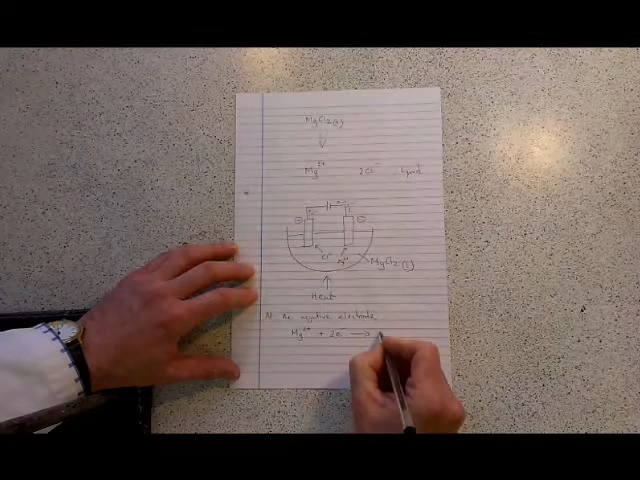 MgCl2(s)
Mg2+ 2Cl- Liquid
e- e-
Cl- Mg2+
MgCl2(l)
Heat
At the negative electrode
Mg2+ + 2e- →